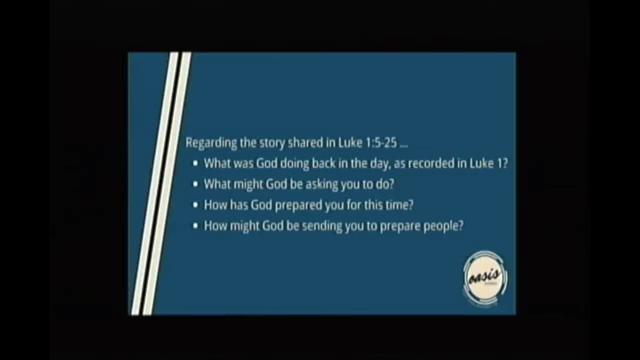 Regarding the story shared in Luke 1:5-25 ...
• What was God doing back in the day, as recorded in Luke 1?
• What might God be asking you to do?
• How has God prepared you for this time?
• How might God be sending you to prepare people?
oasis